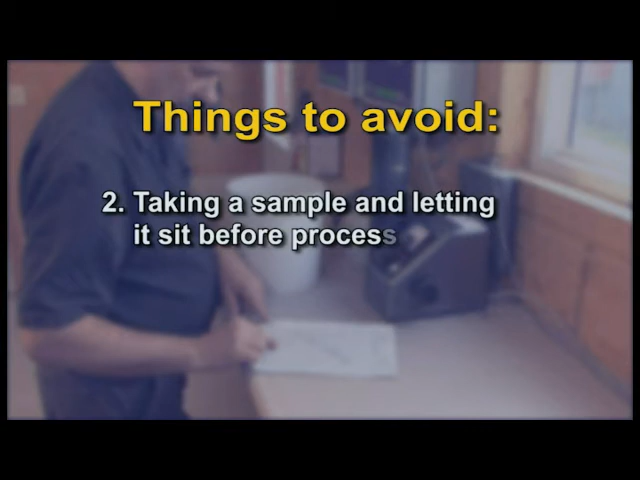 Things to avoid:
2. Taking a sample and letting
it sit before process